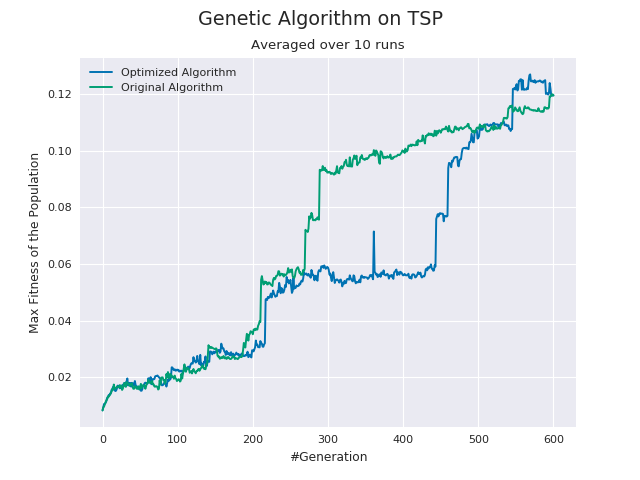 Genetic Algorithm on TSP
Averaged over 10 runs
Optimized Algorithm
Original Algorithm
0.12
0.10
0.08
0.06
0.04
0.02
Max Fitness of the Population
0 100 200 300 400 500 600
#Generation